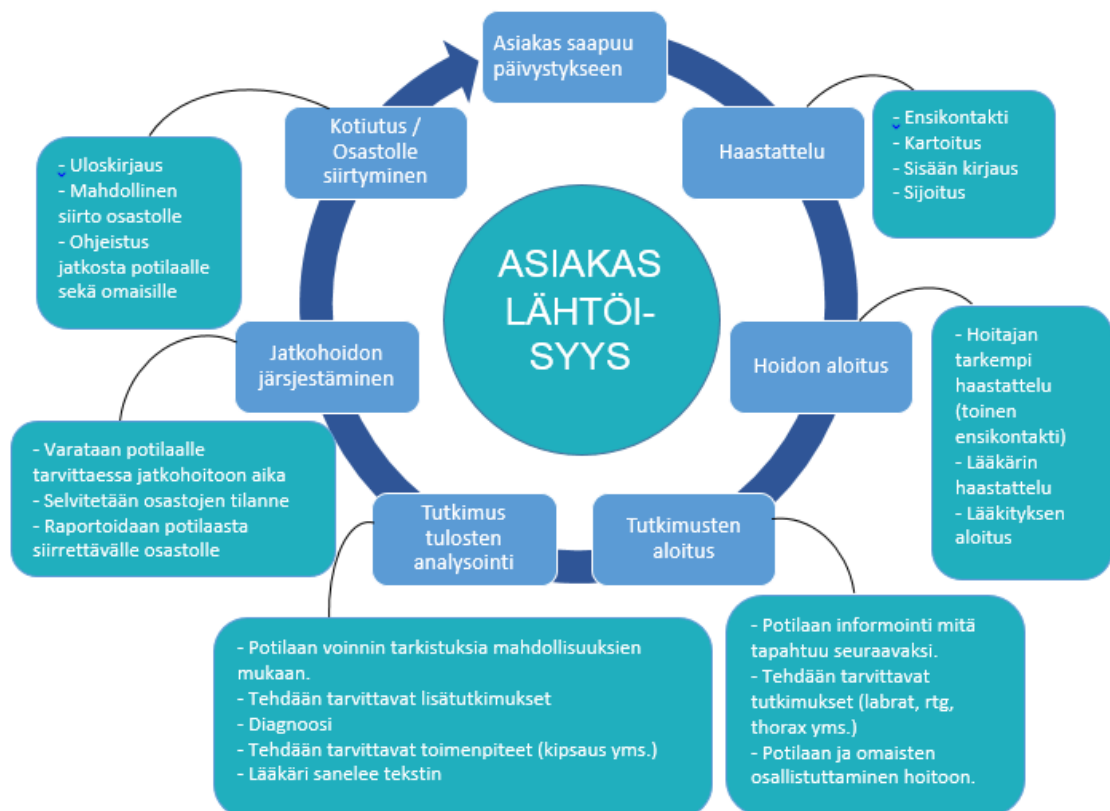 Asiakas saapuu
päivystykseen
Haastattelu
- Ensikontakti
- Kartoitus
- Sisään kirjaus
- Sijoitus
Hoidon aloitus
- Hoitajan
tarkempi
haastattelu
(toinen
ensikontakti)
- Lääkärin
haastattelu
- Lääkityksen
aloitus
Tutkimusten
aloitus
- Potilaan informointi mitä
tapahtuu seuraavaksi.
- Tehdään tarvittavat
tutkimukset (labrat, rtg,
thorax yms.)
- Potilaan ja omaisten
osallistuttaminen hoitoon.
Tutkimus
tulosten
analysointi
- Potilaan voinnin tarkistuksia mahdollisuuksien
mukaan.
- Tehdään tarvittavat lisätutkimukset
- Diagnoosi
- Tehdään tarvittavat toimenpiteet (kipsaus yms.)
- Lääkäri sanelee tekstin
Jatkohoidon
järsjestäminen
- Varataan potilaalle
tarvittaessa jatkohoitoon aika
- Selvitetään osastojen tilanne
- Raportoidaan potilaasta
siirrettävälle osastolle
Kotiutus /
Osastolle
siirtyminen
- Uloskirjaus
- Mahdollinen
siirto osastolle
- Ohjeistus
jatkosta potilaalle
sekä omaisille
ASIAKAS
LÄHTÖI-
SYYS